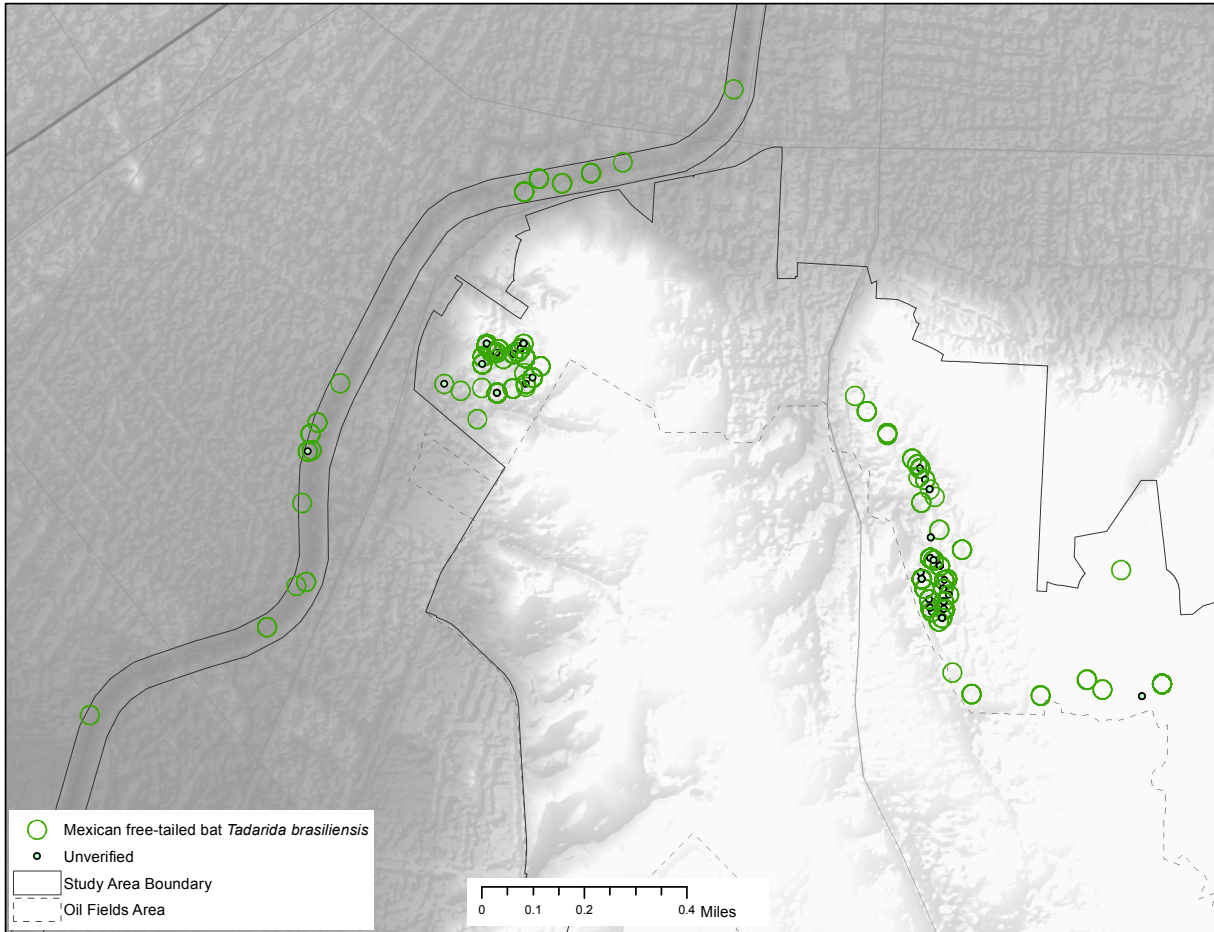 Mexican free-tailed bat Tadarida brasiliensis
Unverified
Study Area Boundary
Oil Fields Area
0 0.1 0.2 0.4 Miles